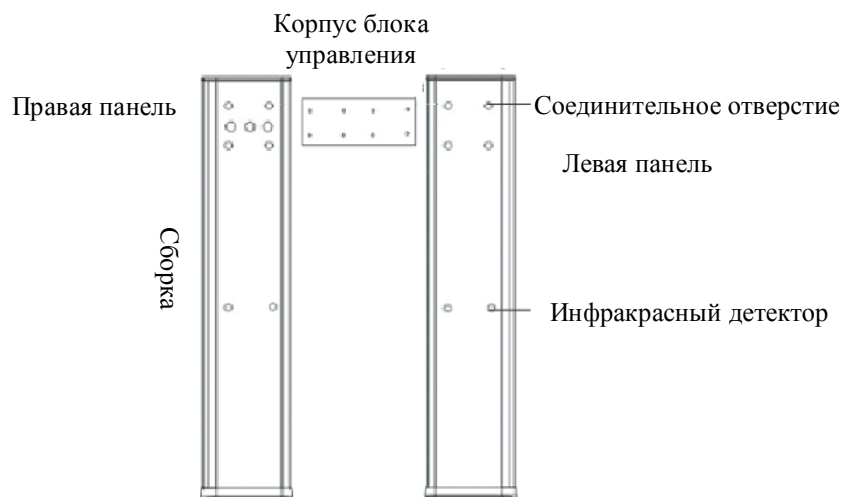 Корпус блока
управления
Правая панель
Соединительное отверстие
Левая панель
Сборка
Инфракрасный детектор